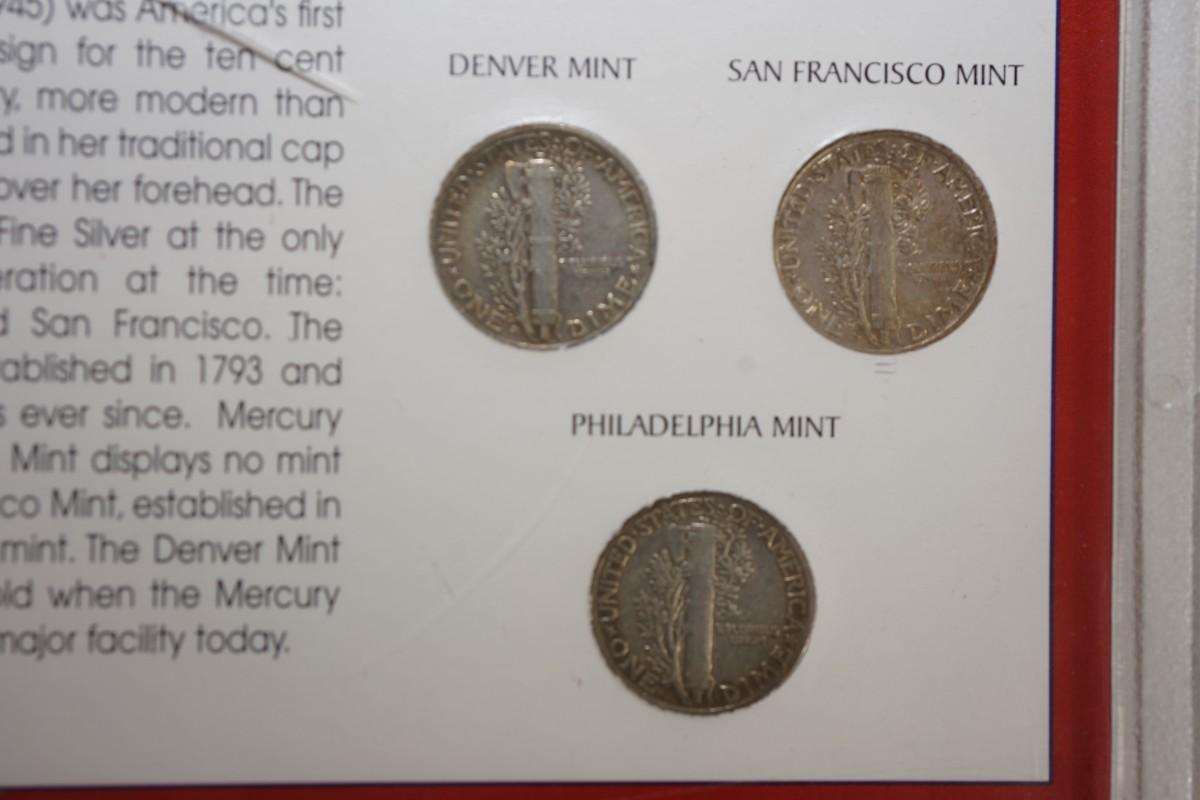 45) was America's first
sign for the ten cent
y, more modern than
d in her traditional cap
over her forehead. The
Fine Silver at the only
eration at the time:
d San Francisco. The
ablished in 1793 and
s ever since. Mercury
Mint displays no mint
co Mint, established in
mint. The Denver Mint
old when the Mercury
major facility today.
DENVER MINT
UNITED·STATES·OF·AMERICA
ONE DIME
SAN FRANCISCO MINT
UNITED·STATES·OF·AMERICA
ONE DIME
PHILADELPHIA MINT
UNITED·STATES·OF·AMERICA
ONE DIME